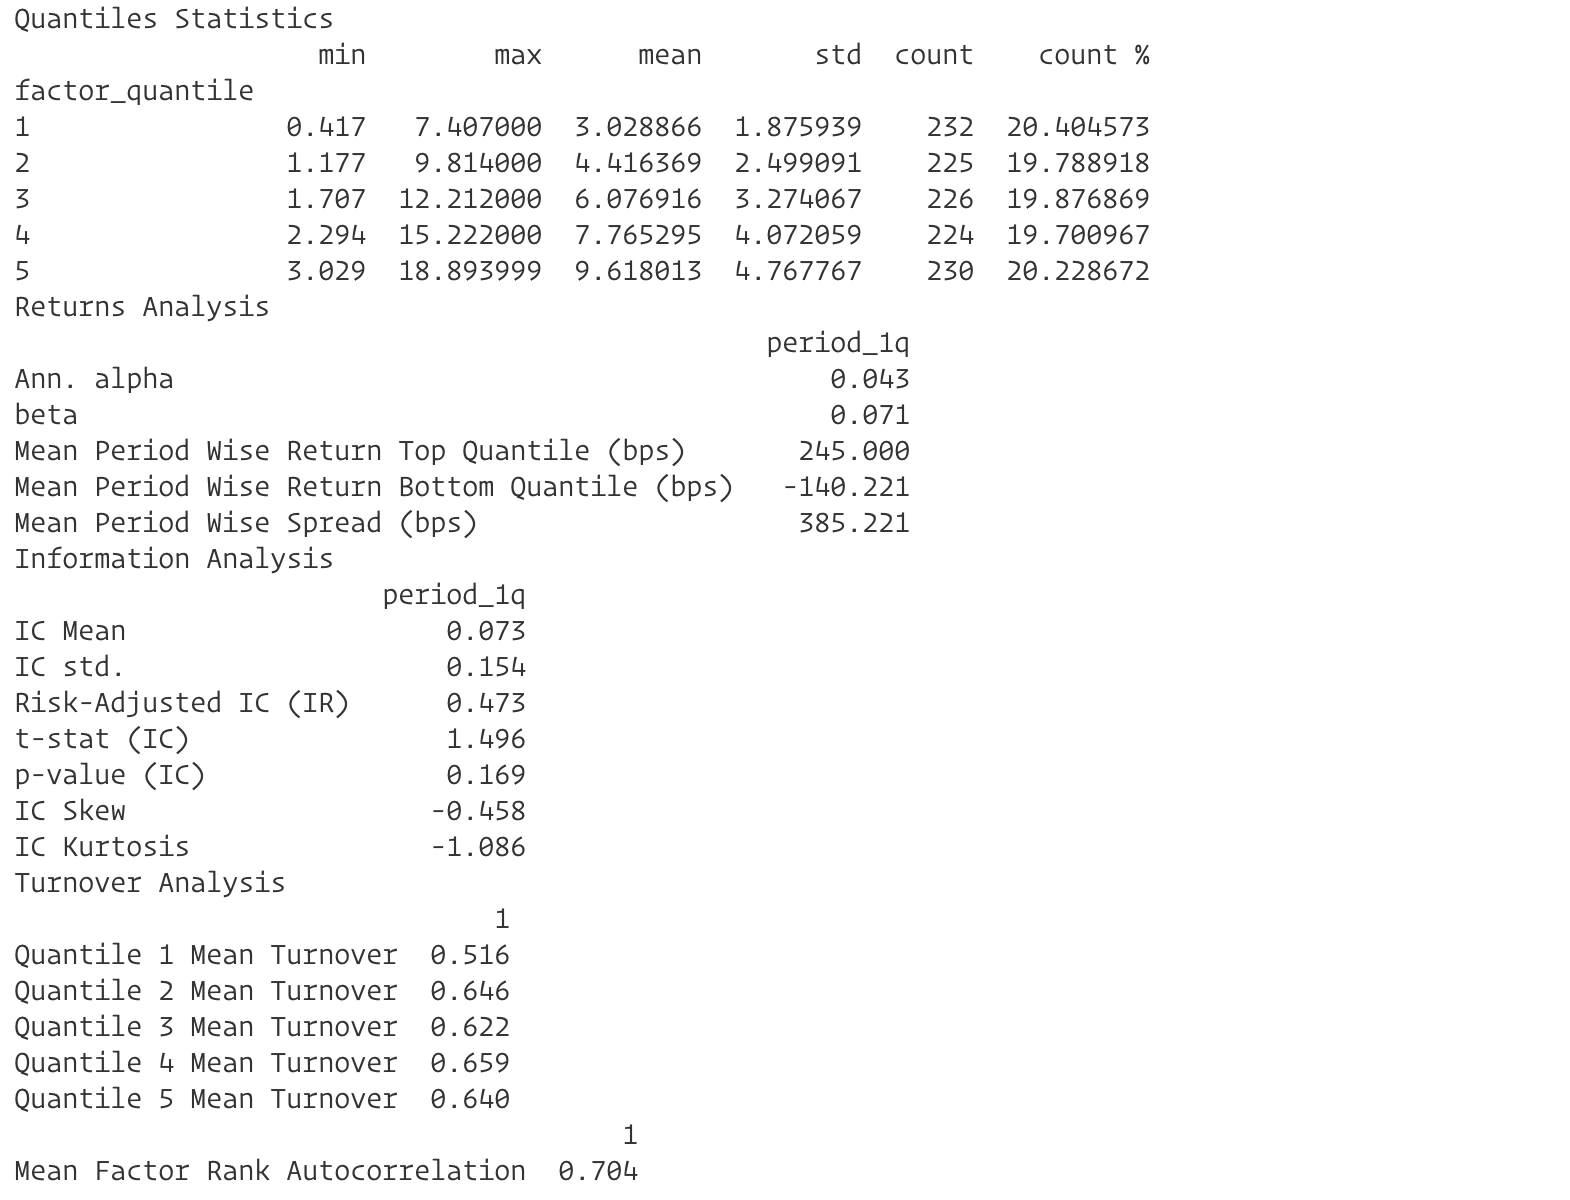 Quantiles Statistics
min max mean std count count %
factor_quantile
1 0.417 7.407000 3.028866 1.875939 232 20.404573
2 1.177 9.814000 4.416369 2.499091 225 19.788918
3 1.707 12.212000 6.076916 3.274067 226 19.876869
4 2.294 15.222000 7.765295 4.072059 224 19.700967
5 3.029 18.893999 9.618013 4.767767 230 20.228672
Returns Analysis
period_1q
Ann. alpha 0.043
beta 0.071
Mean Period Wise Return Top Quantile (bps) 245.000
Mean Period Wise Return Bottom Quantile (bps) -140.221
Mean Period Wise Spread (bps) 385.221
Information Analysis
period_1q
IC Mean 0.073
IC std. 0.154
Risk-Adjusted IC (IR) 0.473
t-stat (IC) 1.496
p-value (IC) 0.169
IC Skew -0.458
IC Kurtosis -1.086
Turnover Analysis
1
Quantile 1 Mean Turnover 0.516
Quantile 2 Mean Turnover 0.646
Quantile 3 Mean Turnover 0.622
Quantile 4 Mean Turnover 0.659
Quantile 5 Mean Turnover 0.640
1
Mean Factor Rank Autocorrelation 0.704